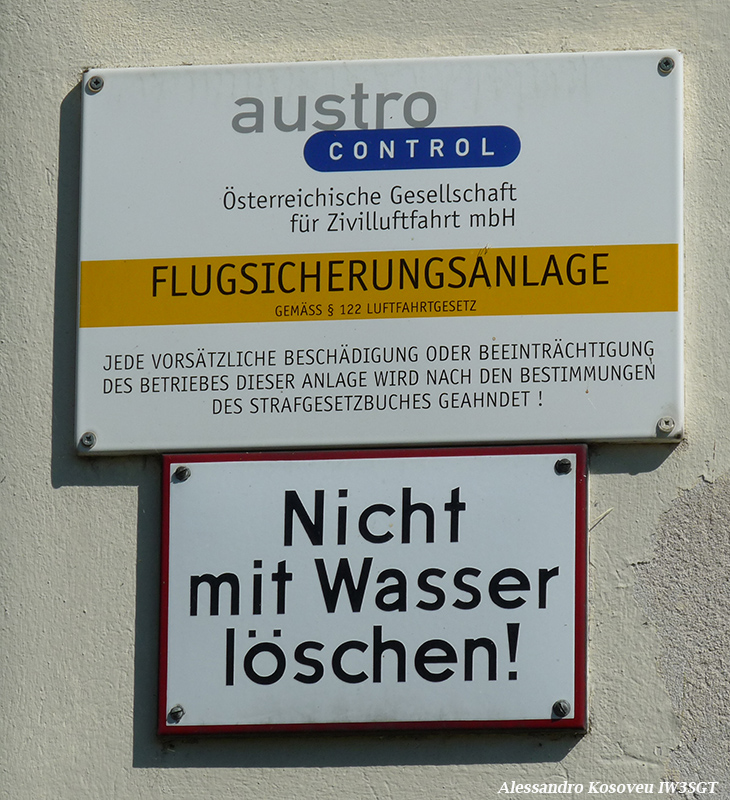 austro
CONTROL
Österreichische Gesellschaft
für Zivilluftfahrt mbH
FLUGSICHERUNGSANLAGE
GEMÄSS § 122 LUFTFAHRTGESETZ
JEDE VORSÄTZLICHE BESCHÄDIGUNG ODER BEEINTRÄCHTIGUNG
DES BETRIEBES DIESER ANLAGE WIRD NACH DEN BESTIMMUNGEN
DES STRAFGESETZBUCHES GEAHNDET !
Nicht
mit Wasser
löschen!
Alessandro Kosoveu IW3SGT